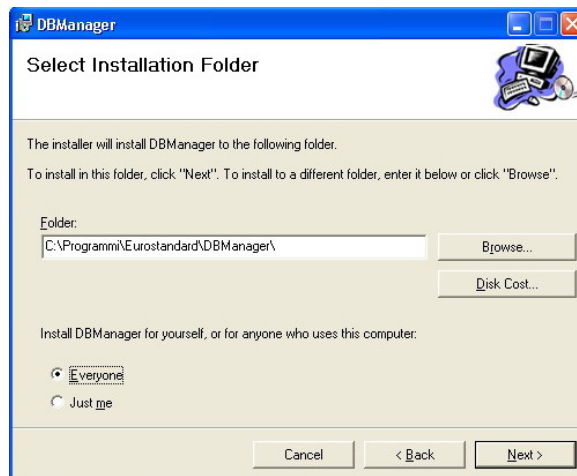 DBManager
Select Installation Folder
The installer will install DBManager to the following folder.
To install in this folder, click "Next". To install to a different folder, enter it below or click "Browse".
Folder:
C:\Programmi\Eurostandard\DBManager\
Browse...
Disk Cost...
Install DBManager for yourself, or for anyone who uses this computer:
Everyone
Just me
Cancel
< Back
Next >